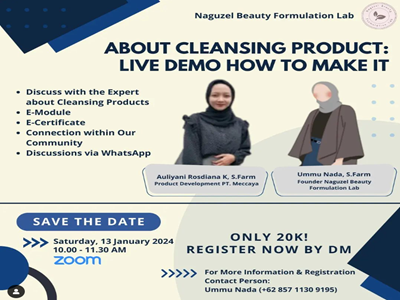 Naguzel Beauty Formulation Lab
ABOUT CLEANSING PRODUCT:
LIVE DEMO HOW TO MAKE IT
• Discuss with the Expert
about Cleansing Products
• E-Module
• E-Certificate
• Connection within Our
Community
• Discussions via WhatsApp
Auliyani Rosdiana K, S.Farm
Product Development PT. Meccaya
Ummu Nada, S.Farm
Founder Naguzel Beauty
Formulation Lab
SAVE THE DATE
Saturday, 13 January 2024
10.00 - 11.30 AM
zoom
ONLY 20K!
REGISTER NOW BY DM
For More Information & Registration
Contact Person:
Ummu Nada (+62 857 1130 9195)